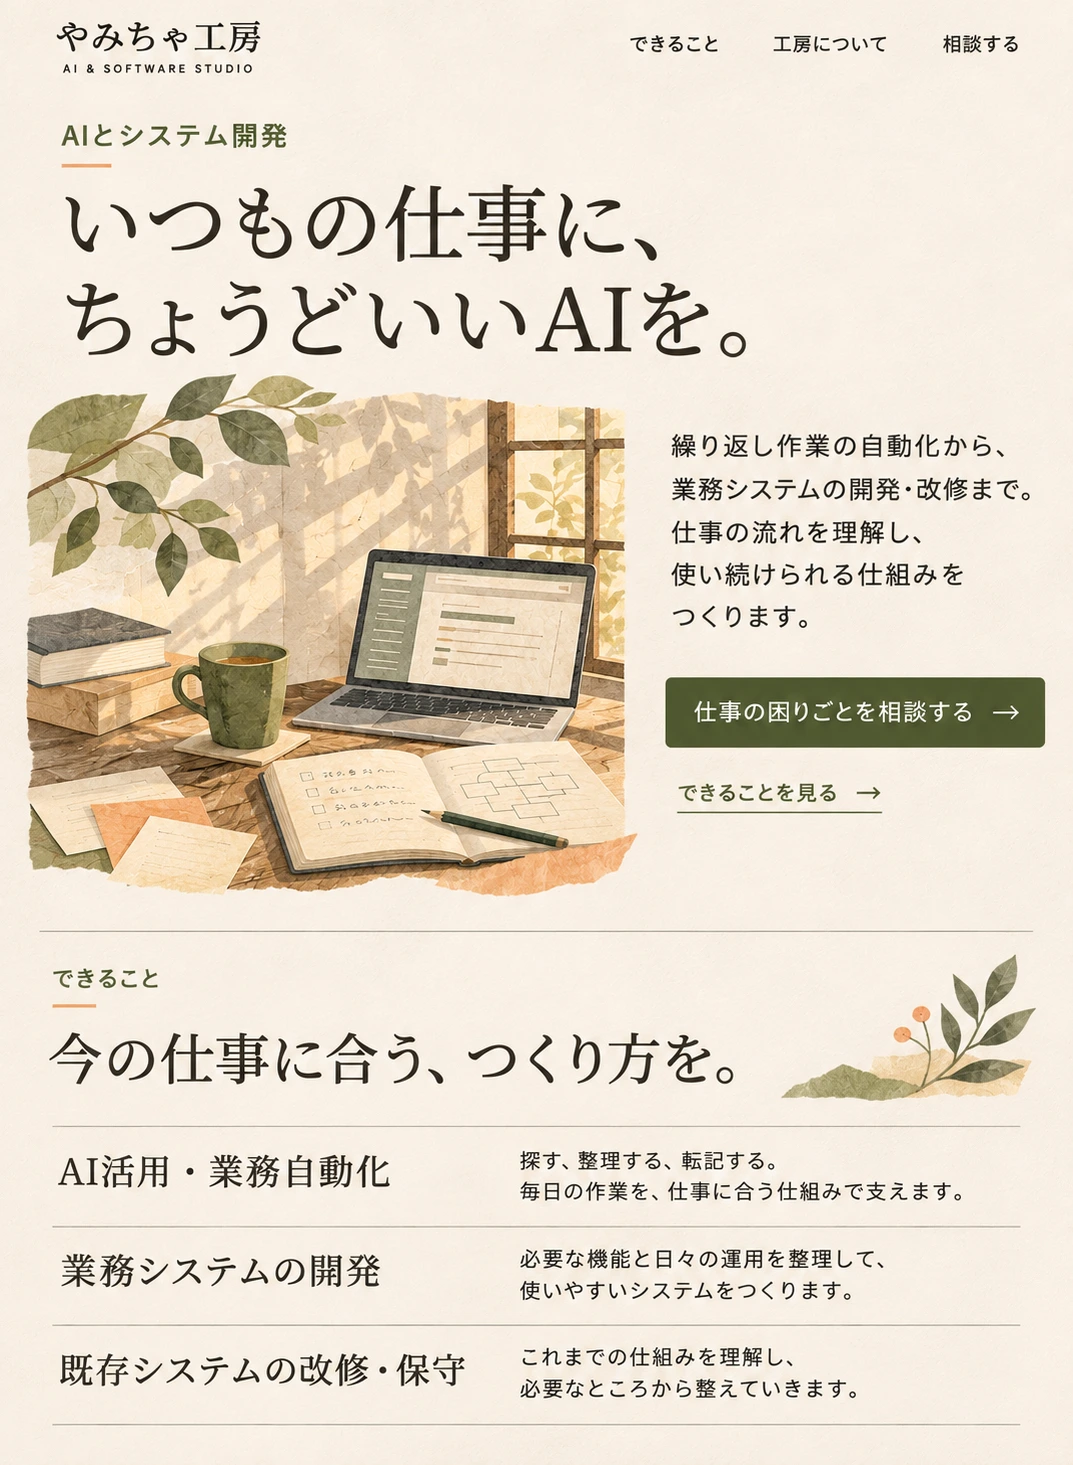 やみちゃ工房
AI & SOFTWARE STUDIO
できること
工房について
相談する
AIとシステム開発
いつもの仕事に、
ちょうどいいAIを。
繰り返し作業の自動化から、
業務システムの開発・改修まで。
仕事の流れを理解し、
使い続けられる仕組みを
つくります。
仕事の困りごとを相談する →
できることを見る →
できること
今の仕事に合う、つくり方を。
AI活用・業務自動化
探す、整理する、転記する。
毎日の作業を、仕事に合う仕組みで支えます。
業務システムの開発
必要な機能と日々の運用を整理して、
使いやすいシステムをつくります。
既存システムの改修・保守
これまでの仕組みを理解し、
必要なところから整えていきます。